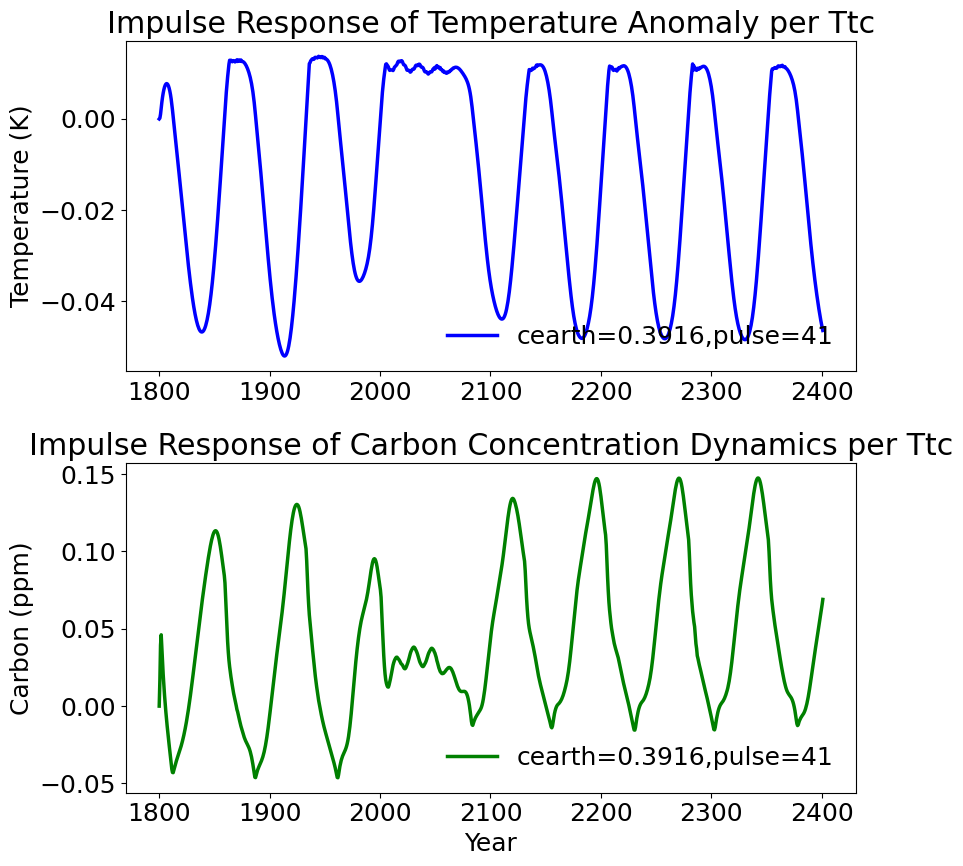 Impulse Response of Temperature Anomaly per Ttc
Temperature (K)
0.00
−0.02
−0.04
cearth=0.3916,pulse=41
1800 1900 2000 2100 2200 2300 2400
Impulse Response of Carbon Concentration Dynamics per Ttc
Carbon (ppm)
0.15
0.10
0.05
0.00
−0.05
cearth=0.3916,pulse=41
1800 1900 2000 2100 2200 2300 2400
Year